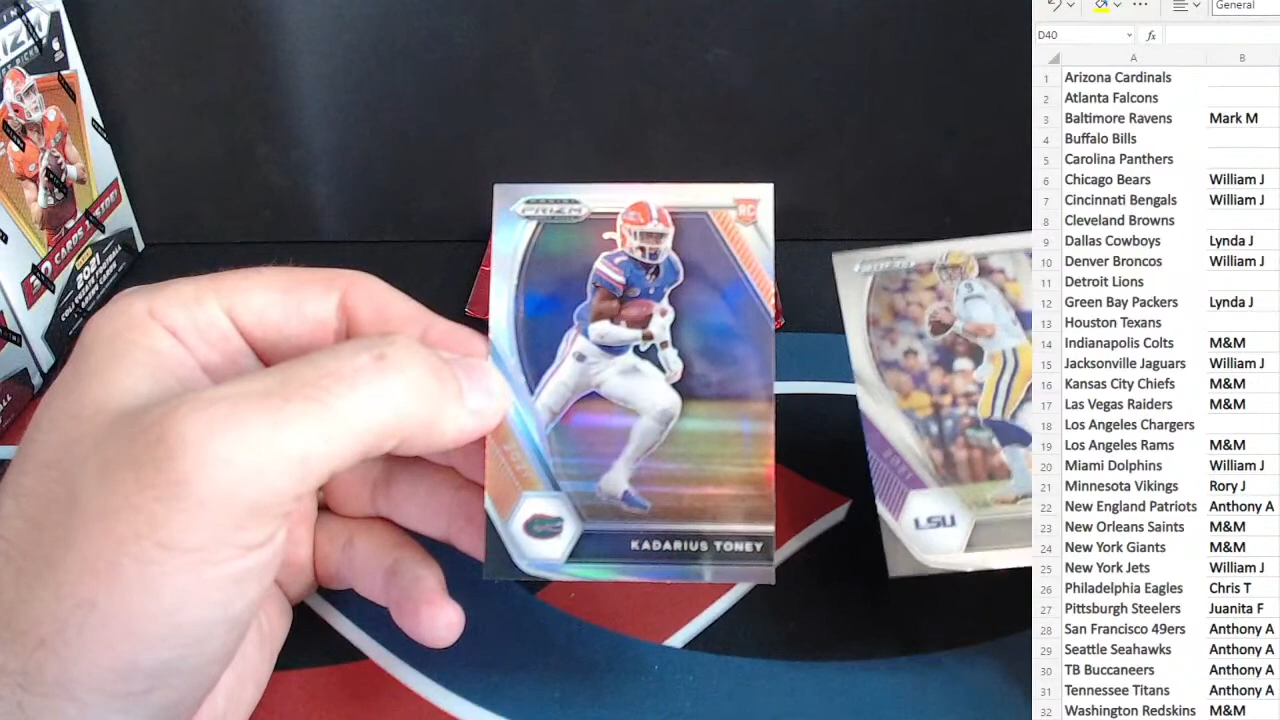 General
D40
fx
A
B
1 Arizona Cardinals
2 Atlanta Falcons
3 Baltimore Ravens Mark M
4 Buffalo Bills
5 Carolina Panthers
6 Chicago Bears William J
7 Cincinnati Bengals William J
8 Cleveland Browns
9 Dallas Cowboys Lynda J
10 Denver Broncos William J
11 Detroit Lions
12 Green Bay Packers Lynda J
13 Houston Texans
14 Indianapolis Colts M&M
15 Jacksonville Jaguars William J
16 Kansas City Chiefs M&M
17 Las Vegas Raiders M&M
18 Los Angeles Chargers
19 Los Angeles Rams M&M
20 Miami Dolphins William J
21 Minnesota Vikings Rory J
22 New England Patriots Anthony A
23 New Orleans Saints M&M
24 New York Giants M&M
25 New York Jets William J
26 Philadelphia Eagles Chris T
27 Pittsburgh Steelers Juanita F
28 San Francisco 49ers Anthony A
29 Seattle Seahawks Anthony A
30 TB Buccaneers Anthony A
31 Tennessee Titans Anthony A
32 Washington Redskins M&M
PRIZM
RC
KADARIUS TONEY
LSU
CARDS
2021